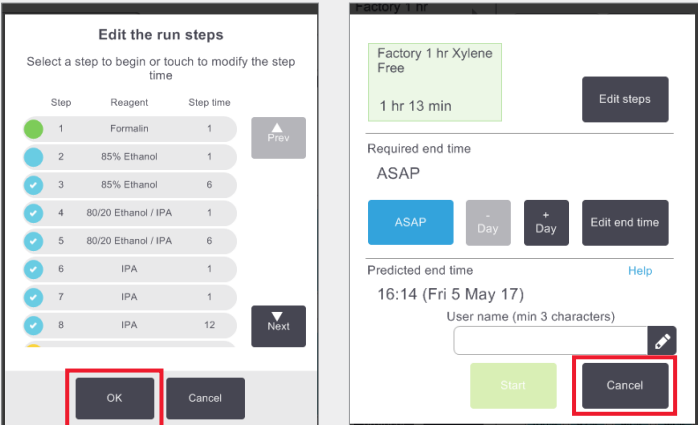 Edit the run steps
Select a step to begin or touch to modify the step
time
Step Reagent Step time
1 Formalin 1
2 85% Ethanol 1
3 85% Ethanol 6
4 80/20 Ethanol / IPA 1
5 80/20 Ethanol / IPA 6
6 IPA 1
7 IPA 1
8 IPA 12
Prev
Next
OK Cancel
Factory 1 hr
Factory 1 hr Xylene
Free
1 hr 13 min
Edit steps
Required end time
ASAP
ASAP
-
Day
+
Day
Edit end time
Predicted end time
Help
16:14 (Fri 5 May 17)
User name (min 3 characters)
Start
Cancel